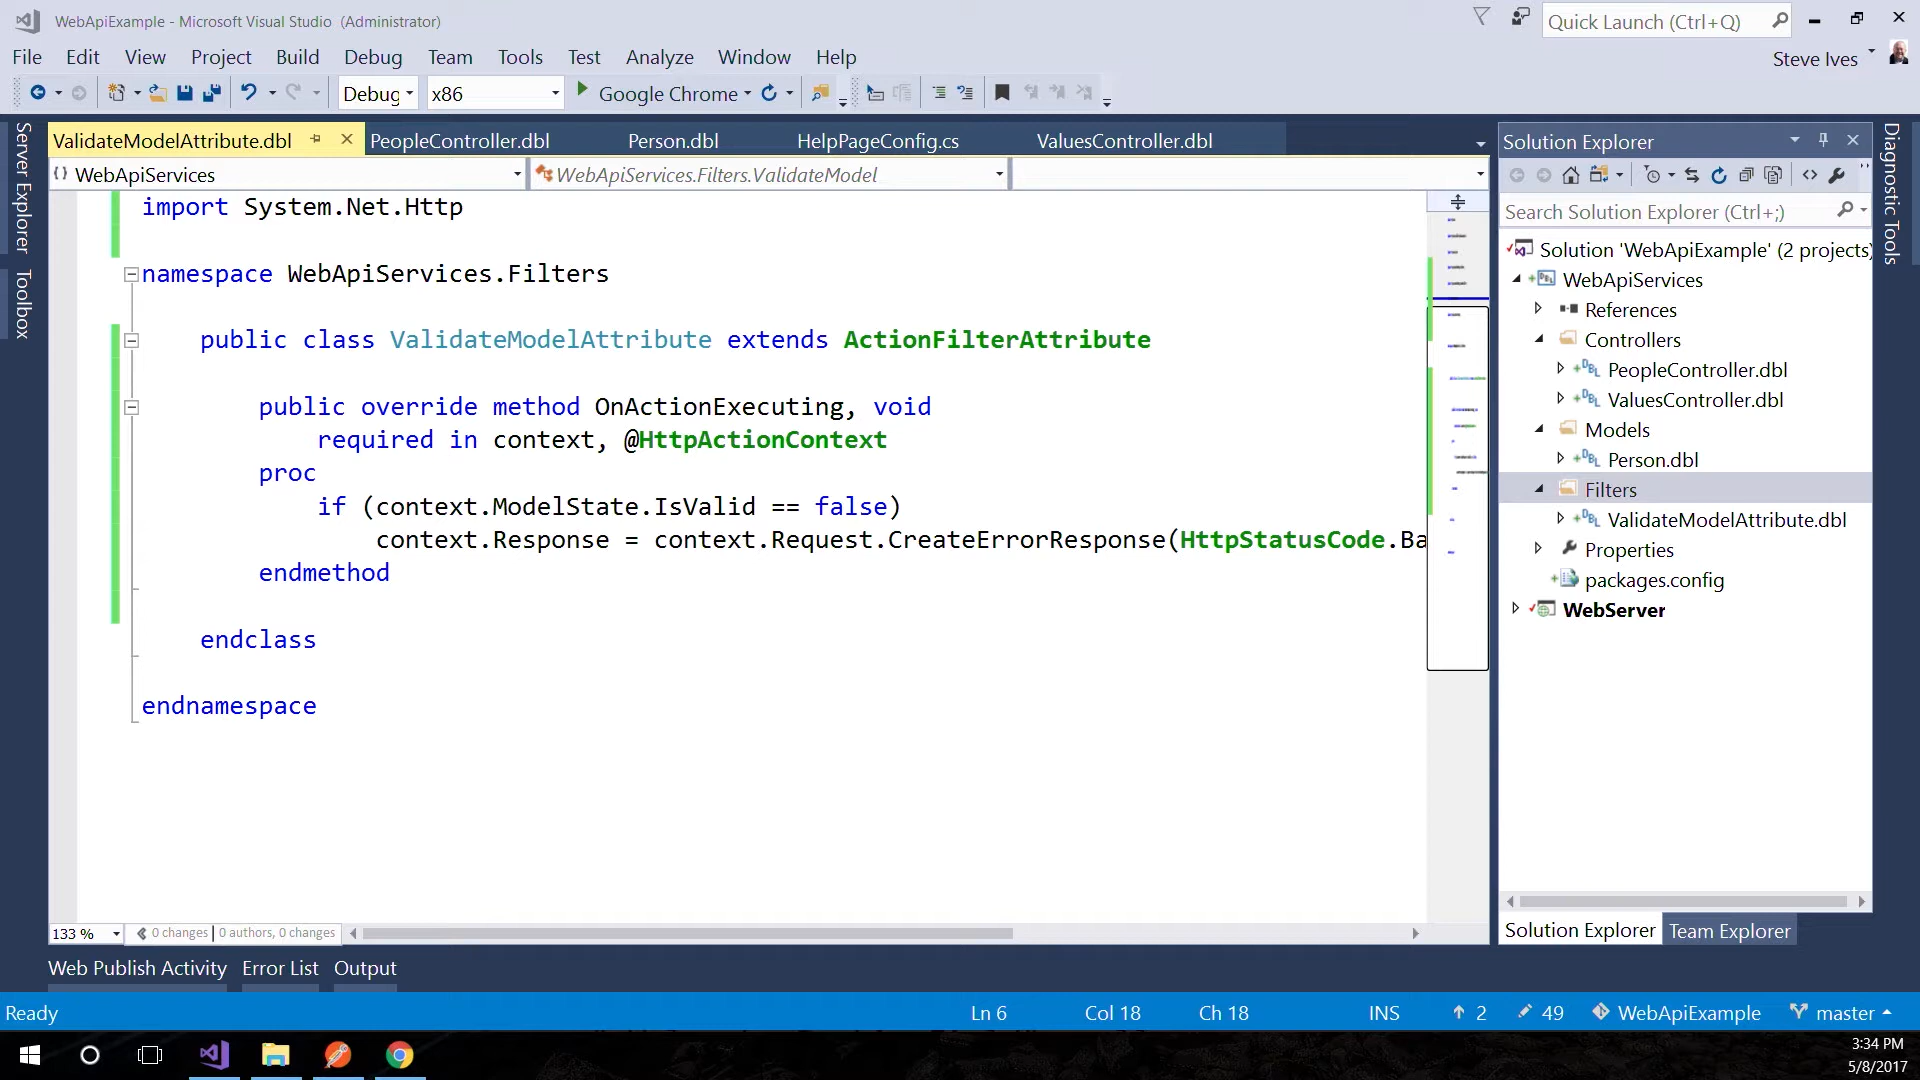 WebApiExample - Microsoft Visual Studio (Administrator)
Quick Launch (Ctrl+Q)
File Edit View Project Build Debug Team Tools Test Analyze Window Help
Steve Ives
Debug x86 Google Chrome
Server Explorer
Toolbox
ValidateModelAttribute.dbl PeopleController.dbl Person.dbl HelpPageConfig.cs ValuesController.dbl
WebApiServices WebApiServices.Filters.ValidateModel
import System.Net.Http
namespace WebApiServices.Filters
public class ValidateModelAttribute extends ActionFilterAttribute
public override method OnActionExecuting, void
required in context, @HttpActionContext
proc
if (context.ModelState.IsValid == false)
context.Response = context.Request.CreateErrorResponse(HttpStatusCode.Ba
endmethod
endclass
endnamespace
133 % 0 changes | 0 authors, 0 changes
Solution Explorer
Search Solution Explorer (Ctrl+;)
Solution 'WebApiExample' (2 projects)
WebApiServices
References
Controllers
PeopleController.dbl
ValuesController.dbl
Models
Person.dbl
Filters
ValidateModelAttribute.dbl
Properties
packages.config
WebServer
Solution Explorer Team Explorer
Diagnostic Tools
Web Publish Activity Error List Output
Ready Ln 6 Col 18 Ch 18 INS 2 49 WebApiExample master
3:34 PM
5/8/2017